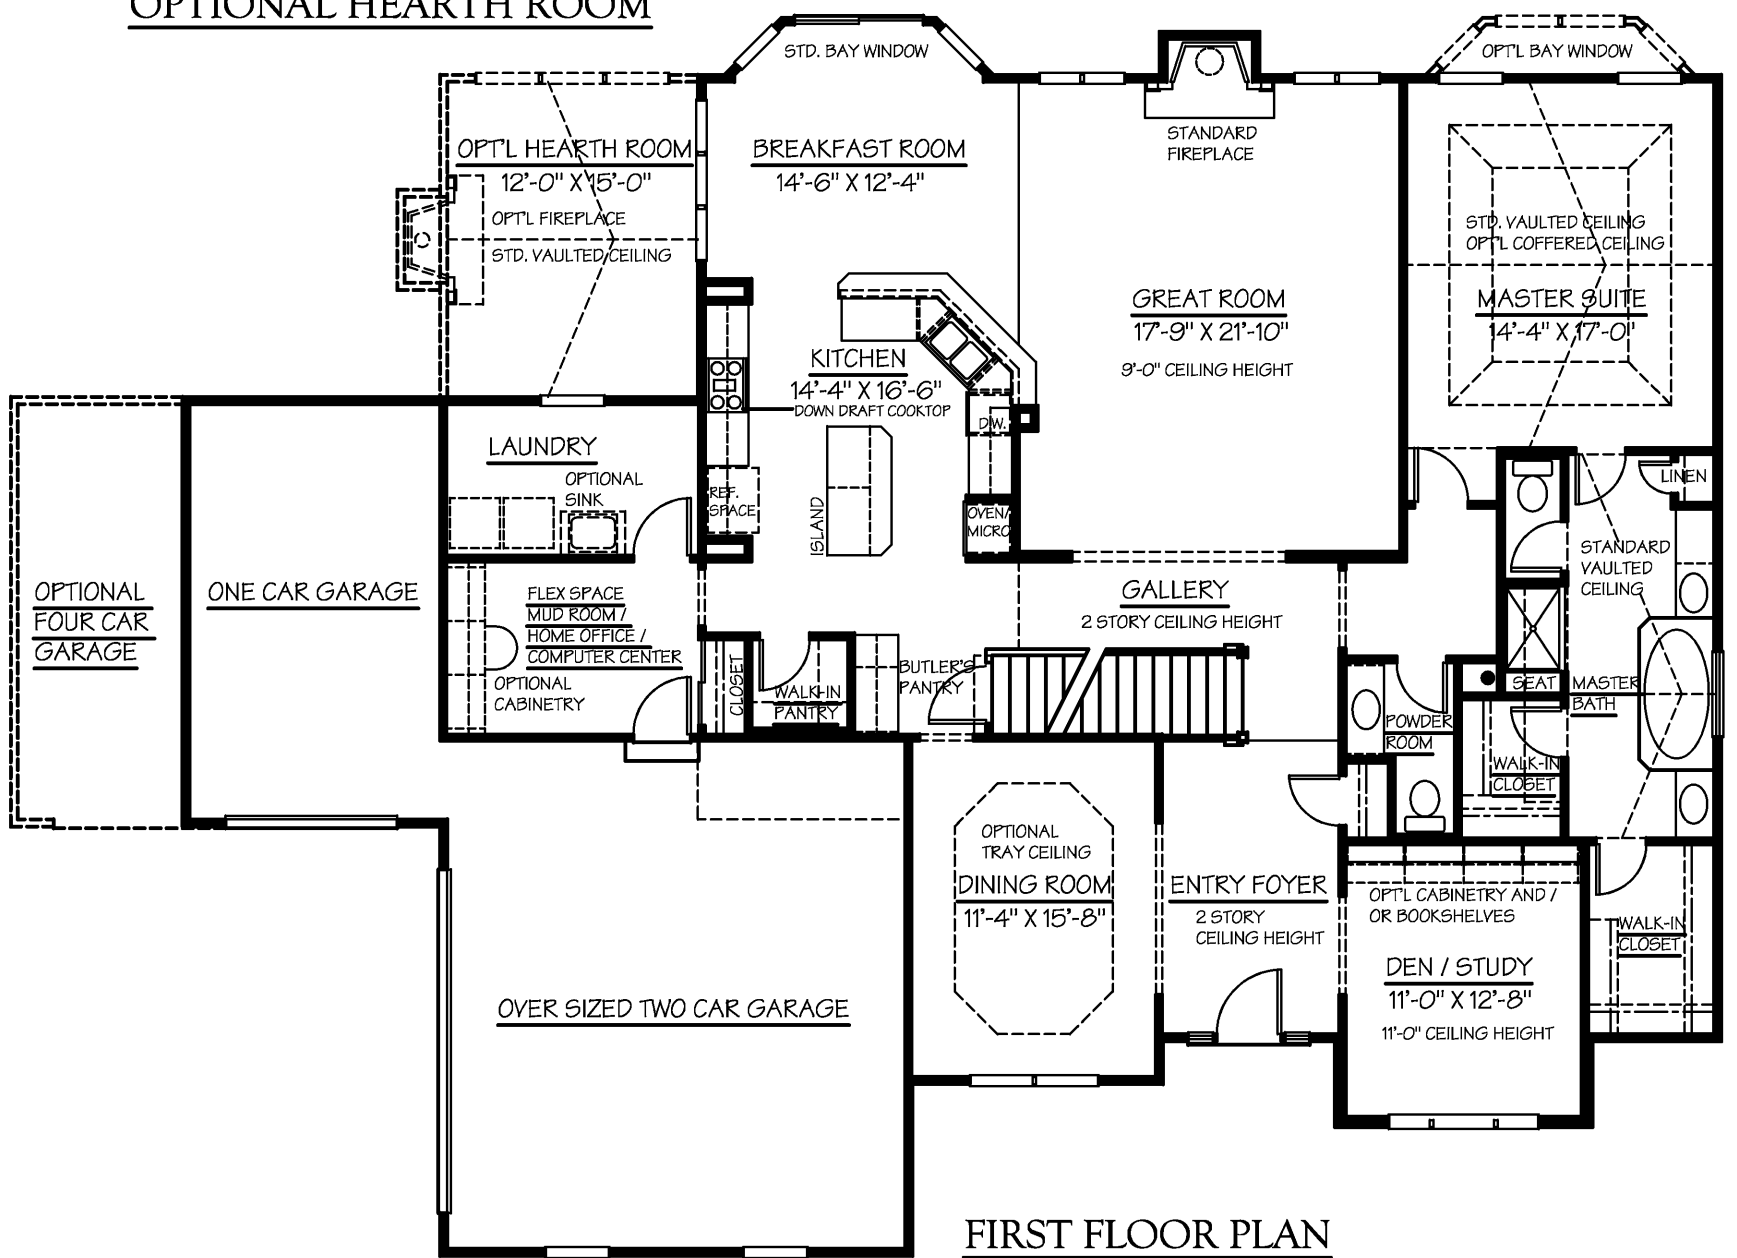 OPTIONAL HEARTH ROOM
STD. BAY WINDOW
OPT'L BAY WINDOW
OPT'L HEARTH ROOM
12'-0" X 15'-0"
OPT'L FIREPLACE
STD. VAULTED CEILING
BREAKFAST ROOM
14'-6" X 12'-4"
STANDARD
FIREPLACE
GREAT ROOM
17'-9" X 21'-10"
9'-0" CEILING HEIGHT
STD. VAULTED CEILING
OPT'L COFFERED CEILING
MASTER SUITE
14'-4" X 17'-0"
KITCHEN
14'-4" X 16'-6"
DOWN DRAFT COOKTOP
D.W.
REF.
SPACE
ISLAND
OVEN/
MICRO
LAUNDRY
OPTIONAL
SINK
LINEN
STANDARD
VAULTED
CEILING
OPTIONAL
FOUR CAR
GARAGE
ONE CAR GARAGE
FLEX SPACE
MUD ROOM /
HOME OFFICE /
COMPUTER CENTER
OPTIONAL
CABINETRY
CLOSET
WALK-IN
PANTRY
BUTLER'S
PANTRY
GALLERY
2 STORY CEILING HEIGHT
SEAT
MASTER
BATH
POWDER
ROOM
WALK-IN
CLOSET
OPTIONAL
TRAY CEILING
DINING ROOM
11'-4" X 15'-8"
ENTRY FOYER
2 STORY
CEILING HEIGHT
OPT'L CABINETRY AND /
OR BOOKSHELVES
DEN / STUDY
11'-0" X 12'-8"
11'-0" CEILING HEIGHT
WALK-IN
CLOSET
OVER SIZED TWO CAR GARAGE
FIRST FLOOR PLAN